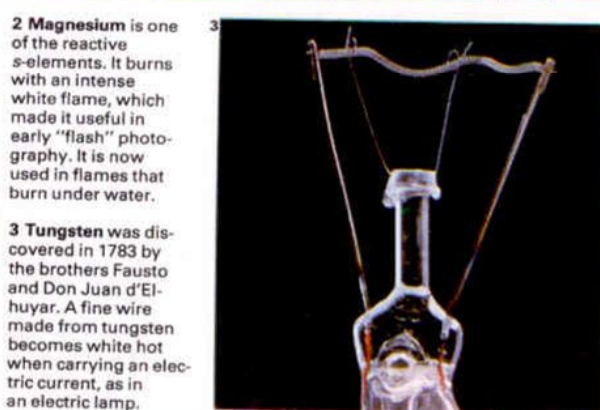 2 Magnesium is one
of the reactive
s-elements. It burns
with an intense
white flame, which
made it useful in
early "flash" photo-
graphy. It is now
used in flames that
burn under water.
3 Tungsten was dis-
covered in 1783 by
the brothers Fausto
and Don Juan d'El-
huyar. A fine wire
made from tungsten
becomes white hot
when carrying an elec-
tric current, as in
an electric lamp.
3